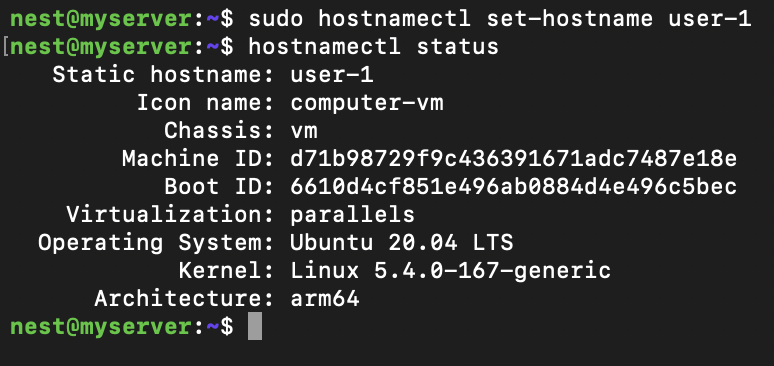 nest@myserver:~$ sudo hostnamectl set-hostname user-1
[nest@myserver:~$ hostnamectl status
Static hostname: user-1
Icon name: computer-vm
Chassis: vm
Machine ID: d71b98729f9c436391671adc7487e18e
Boot ID: 6610d4cf851e496ab0884d4e496c5bec
Virtualization: parallels
Operating System: Ubuntu 20.04 LTS
Kernel: Linux 5.4.0-167-generic
Architecture: arm64
nest@myserver:~$